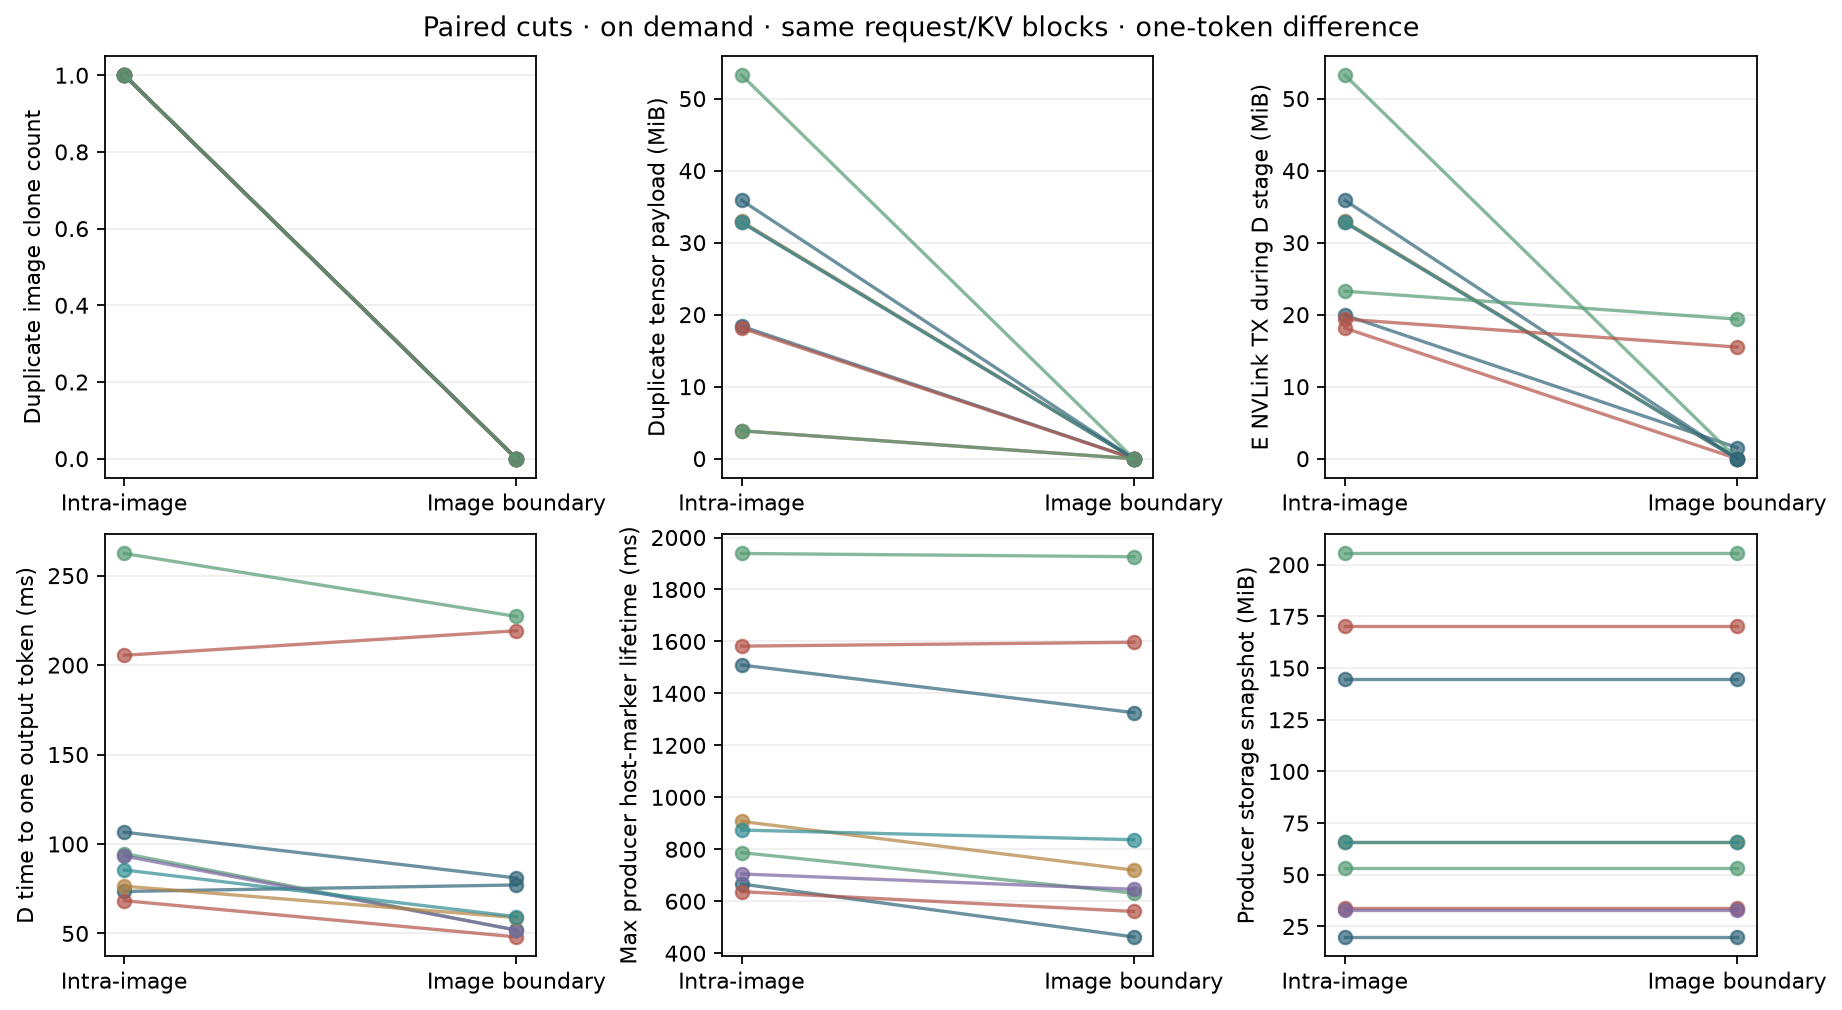 Paired cuts · on demand · same request/KV blocks · one-token difference
Duplicate image clone count
1.0
0.8
0.6
0.4
0.2
0.0
Intra-image
Image boundary
Duplicate tensor payload (MiB)
50
40
30
20
10
0
Intra-image
Image boundary
E NVLink TX during D stage (MiB)
50
40
30
20
10
0
Intra-image
Image boundary
D time to one output token (ms)
250
200
150
100
50
Intra-image
Image boundary
Max producer host-marker lifetime (ms)
2000
1800
1600
1400
1200
1000
800
600
400
Intra-image
Image boundary
Producer storage snapshot (MiB)
200
175
150
125
100
75
50
25
Intra-image
Image boundary